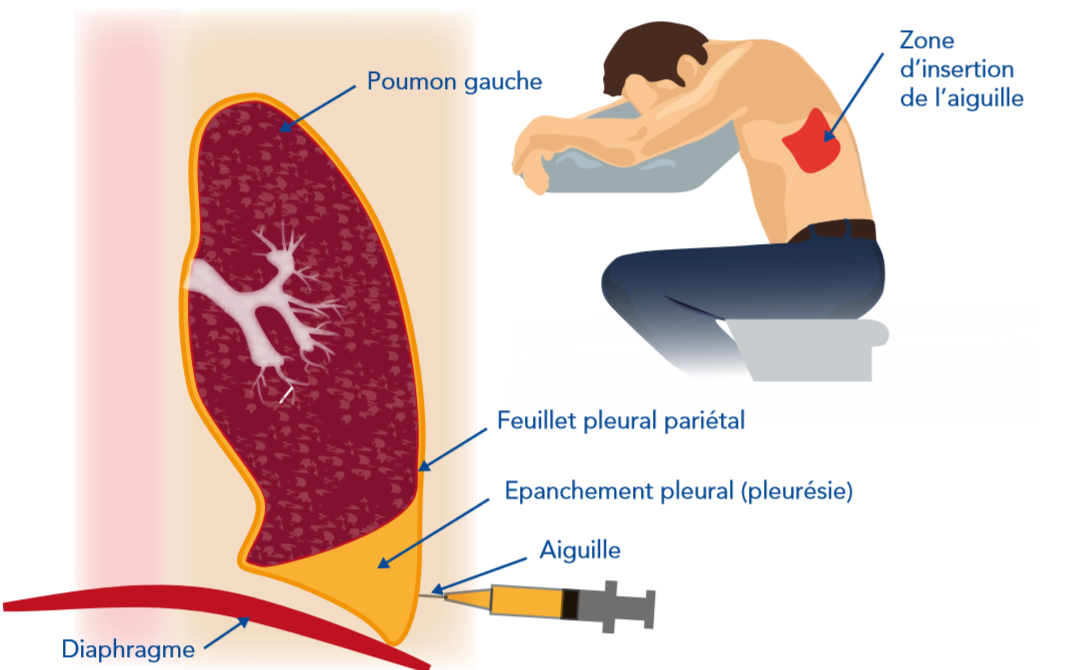 Poumon gauche
Zone
d'insertion
de l'aiguille
Feuillet pleural pariétal
Epanchement pleural (pleurésie)
Aiguille
Diaphragme